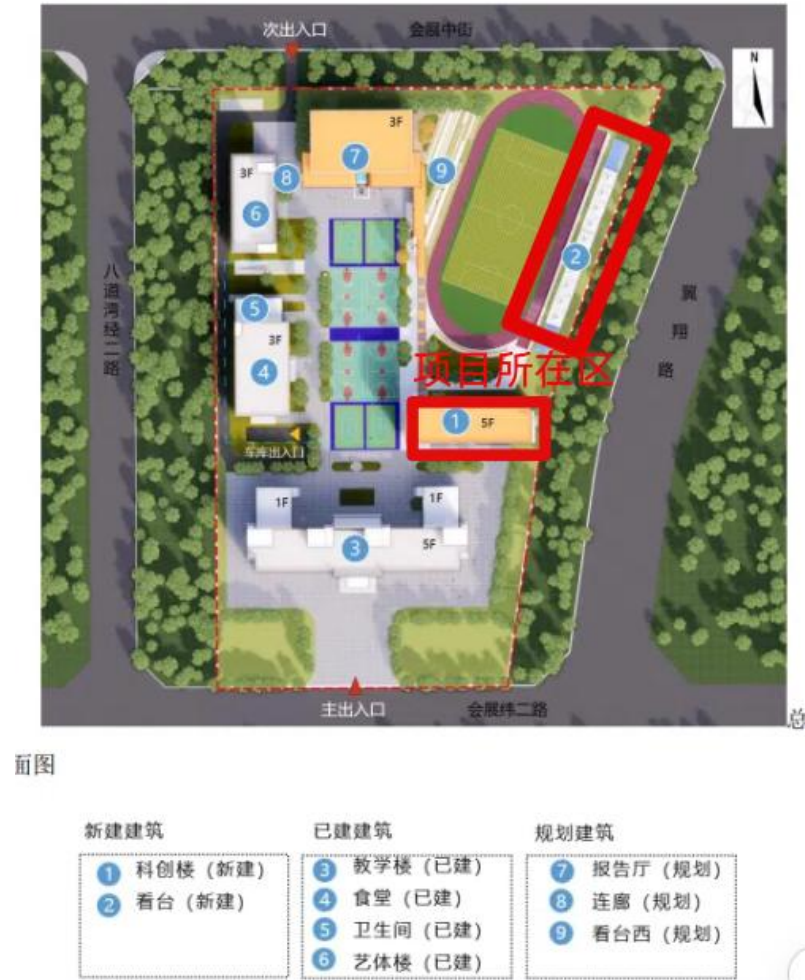 次出入口
会展中街
N
3F
7
9
3F
8
6
2
八道湾经二路
翼翔路
5
3F
4
项目所在区
1
5F
车库出入口
1F
1F
3
5F
主出入口
会展纬二路
总
面图
新建建筑
已建建筑
规划建筑
1 科创楼（新建）
2 看台（新建）
3 教学楼（已建）
4 食堂（已建）
5 卫生间（已建）
6 艺体楼（已建）
7 报告厅（规划）
8 连廊（规划）
9 看台西（规划）